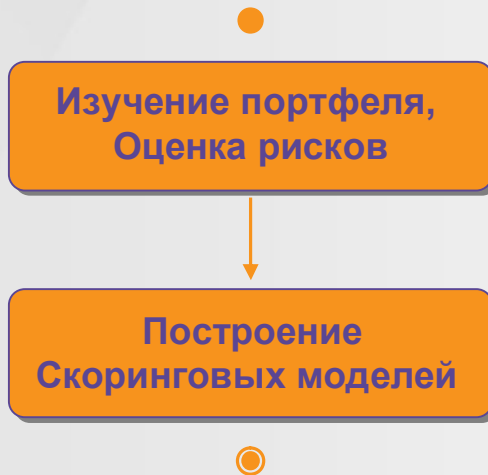 Изучение портфеля,
Оценка рисков
Построение
Скоринговых моделей